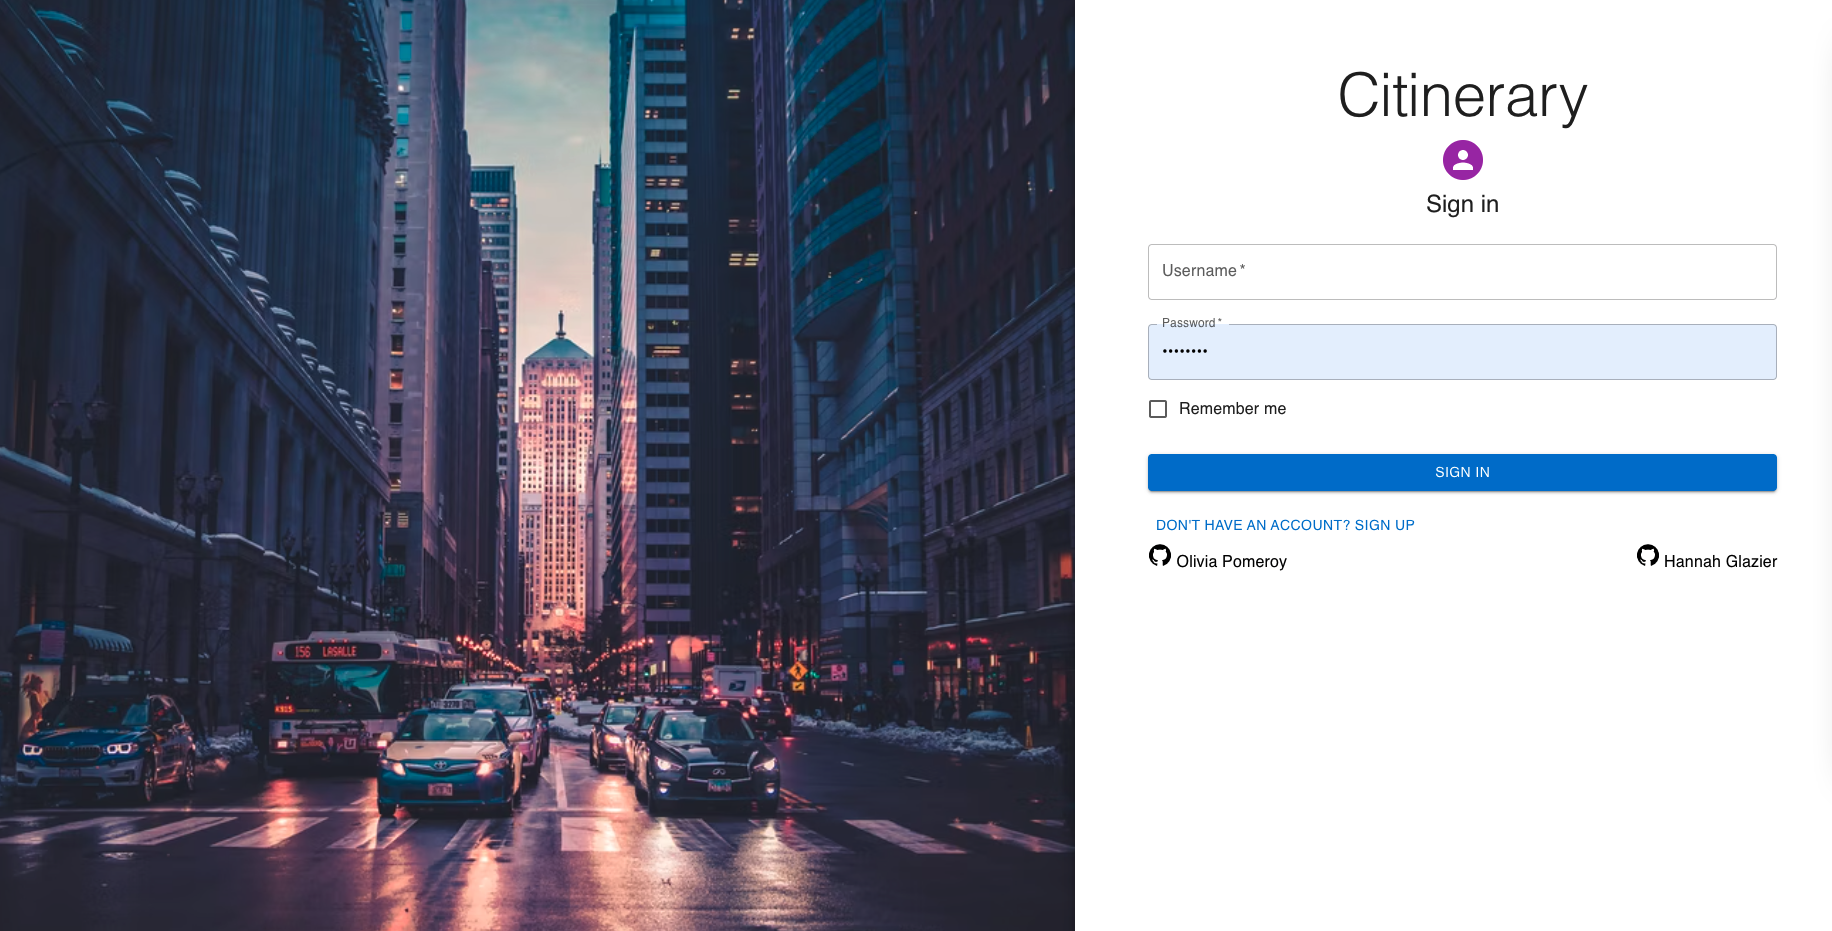 Citinerary
Sign in
Username *
Password *
••••••••
Remember me
SIGN IN
DON'T HAVE AN ACCOUNT? SIGN UP
Olivia Pomeroy
Hannah Glazier
156 LASALLE